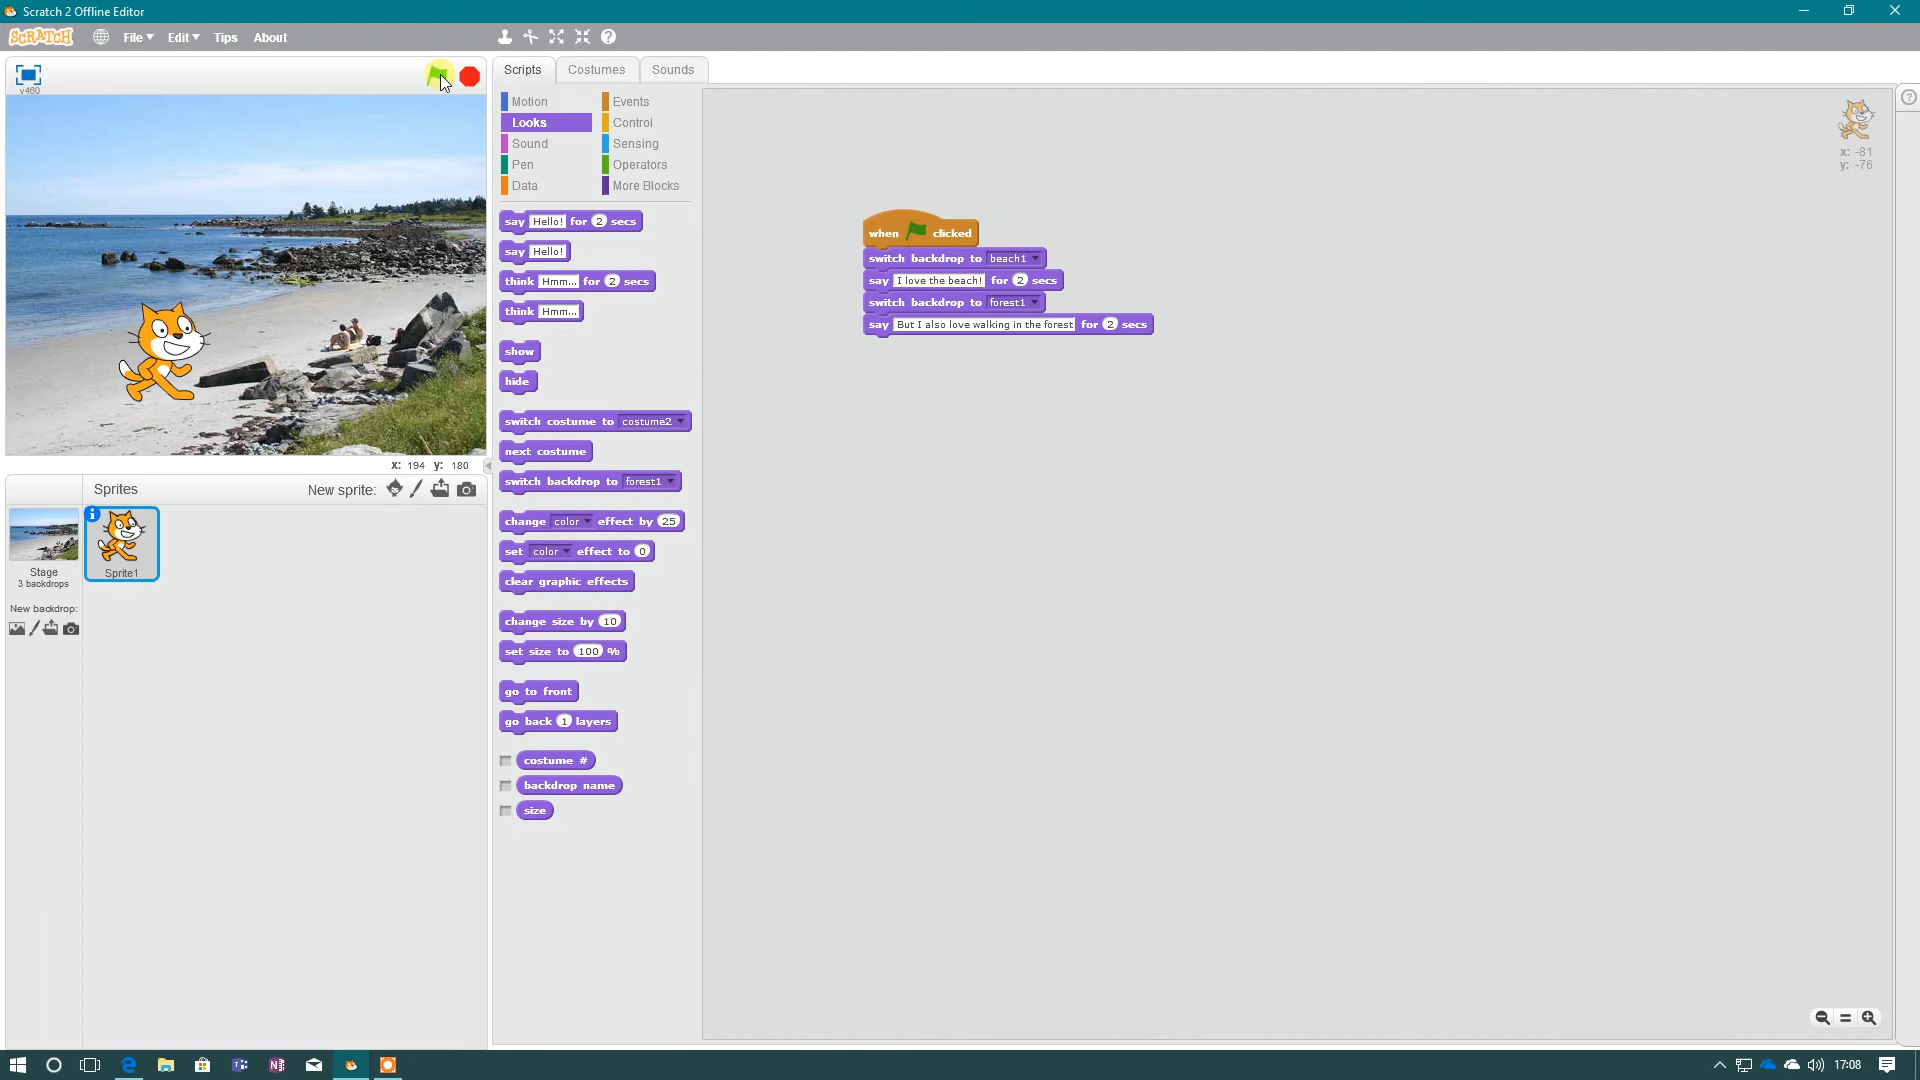 Scratch 2 Offline Editor
SCRATCH File Edit Tips About
v460
Scripts Costumes Sounds
Motion Events
Looks Control
Sound Sensing
Pen Operators
Data More Blocks
say Hello! for 2 secs
say Hello!
think Hmm... for 2 secs
think Hmm...
show
hide
switch costume to costume2
next costume
switch backdrop to forest1
change color effect by 25
set color effect to 0
clear graphic effects
change size by 10
set size to 100 %
go to front
go back 1 layers
costume #
backdrop name
size
when clicked
switch backdrop to beach1
say I love the beach! for 2 secs
switch backdrop to forest1
say But I also love walking in the forest for 2 secs
x: -81
y: -76
x: 194 y: 180
Sprites New sprite:
Stage
3 backdrops
Sprite1
New backdrop:
17:08